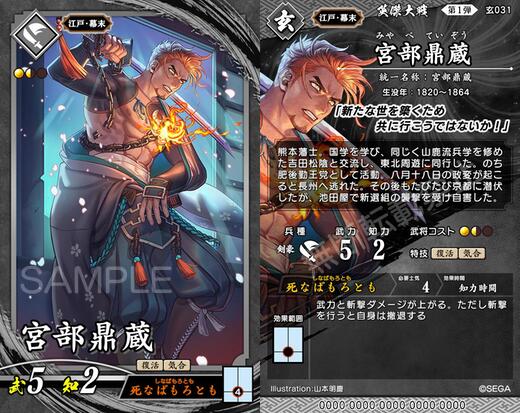 江戸・幕末
SAMPLE
宮部鼎蔵
復活 気合
武5 知2
しなばもろとも
死なばもろとも
4
玄
江戸・幕末
英傑大戦 第1弾 玄031
みやべ ていぞう
宮部鼎蔵
統一名称:宮部鼎蔵
生没年:1820~1864
「新たな世を築くため
共に行こうではないか!」
熊本藩士。国学を学び、同じく山鹿流兵学を修め
た吉田松陰と交流し、東北周遊に同行した。のち
肥後勤王党として活動。八月十八日の政変が起こ
ると長州へ逃れた。その後もたびたび京都に潜伏
したが、池田屋で新選組の襲撃を受け自害した。
兵種 武力 知力 武将コスト
剣豪 5 2 特技 復活 気合
しなばもろとも
死なばもろとも
必要士気
4
効果時間
知力時間
効果範囲
武力と斬撃ダメージが上がる。ただし斬撃
を行うと自身は撤退する
Illustration:山本明慶
©SEGA
0000-0000-0000-0000-0000